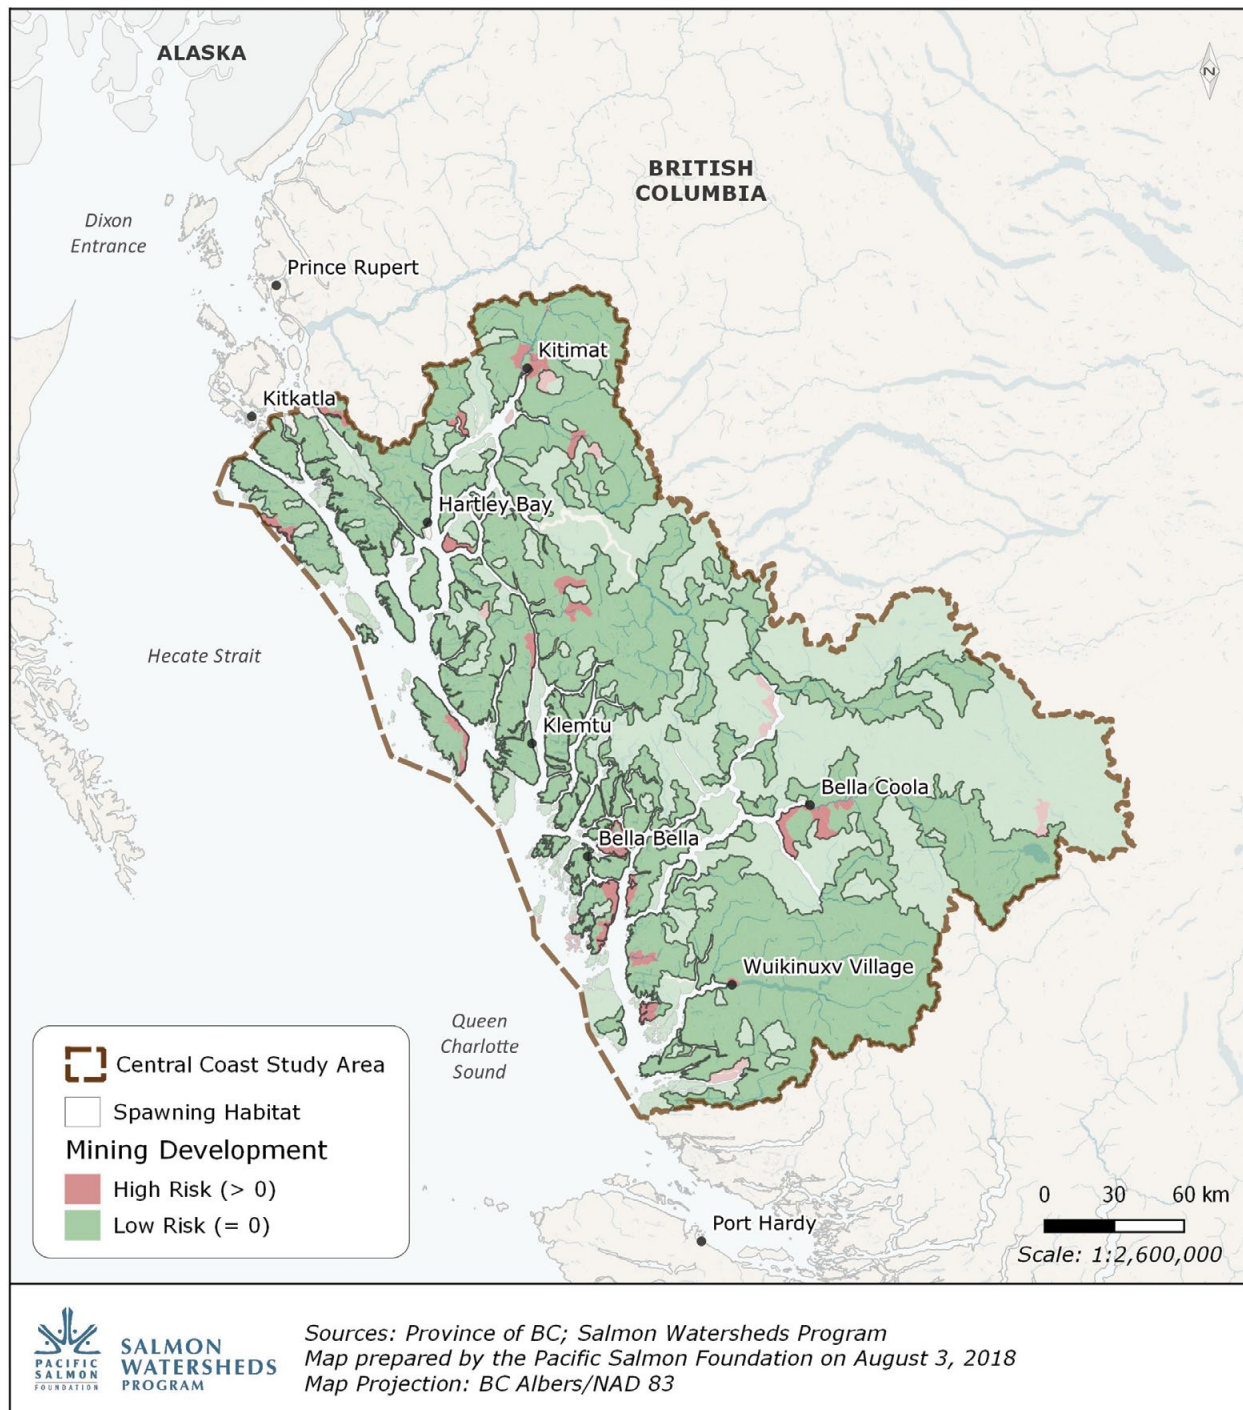 ALASKA
BRITISH
COLUMBIA
N
Dixon
Entrance
Prince Rupert
Kitimat
Kitkatla
Hartley Bay
Hecate Strait
Klemtu
Bella Coola
Bella Bella
Wuikinuxv Village
Queen
Charlotte
Sound
Port Hardy
Central Coast Study Area
Spawning Habitat
Mining Development
High Risk (> 0)
Low Risk (= 0)
0 30 60 km
Scale: 1:2,600,000
PACIFIC
SALMON
FOUNDATION
SALMON
WATERSHEDS
PROGRAM
Sources: Province of BC; Salmon Watersheds Program
Map prepared by the Pacific Salmon Foundation on August 3, 2018
Map Projection: BC Albers/NAD 83